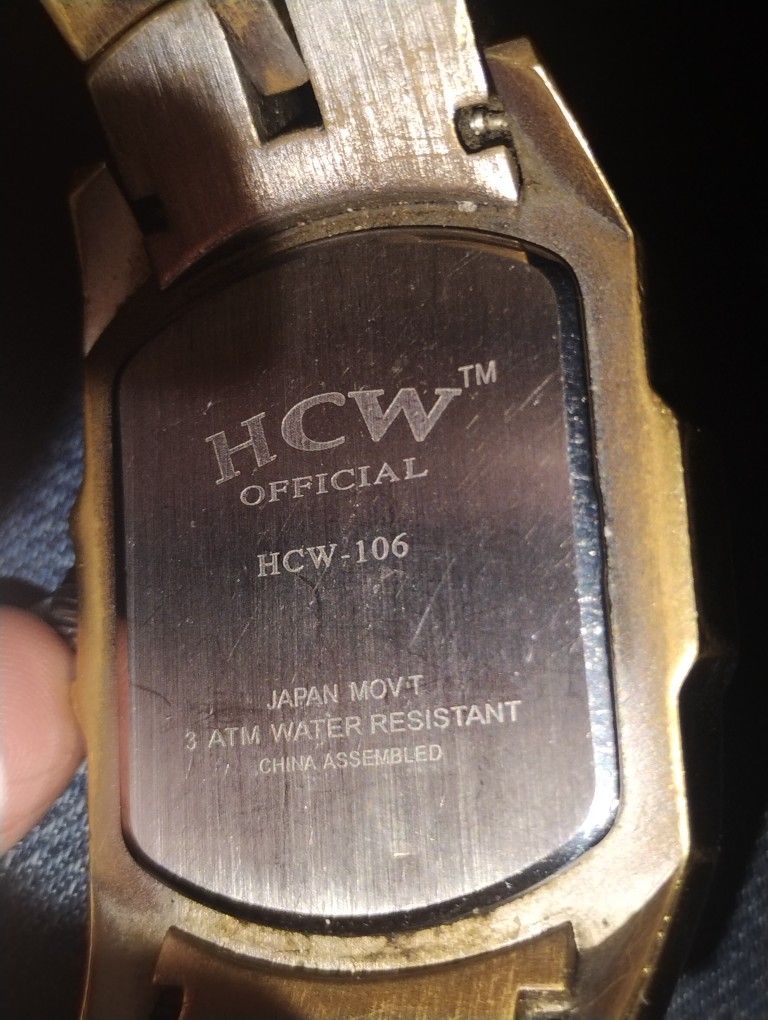 HCW™
OFFICIAL
HCW-106
JAPAN MOV'T
3 ATM WATER RESISTANT
CHINA ASSEMBLED